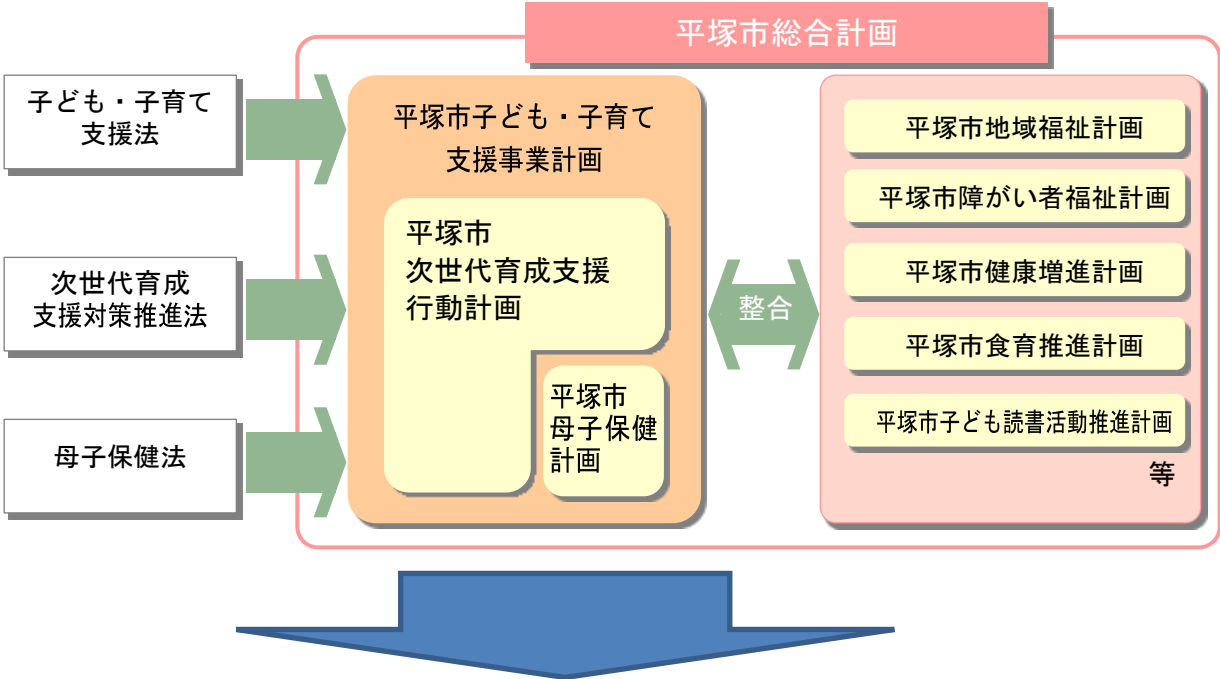 平塚市総合計画
子ども・子育て
支援法
次世代育成
支援対策推進法
母子保健法
平塚市子ども・子育て
支援事業計画
平塚市
次世代育成支援
行動計画
平塚市
母子保健
計画
整合
平塚市地域福祉計画
平塚市障がい者福祉計画
平塚市健康増進計画
平塚市食育推進計画
平塚市子ども読書活動推進計画
等